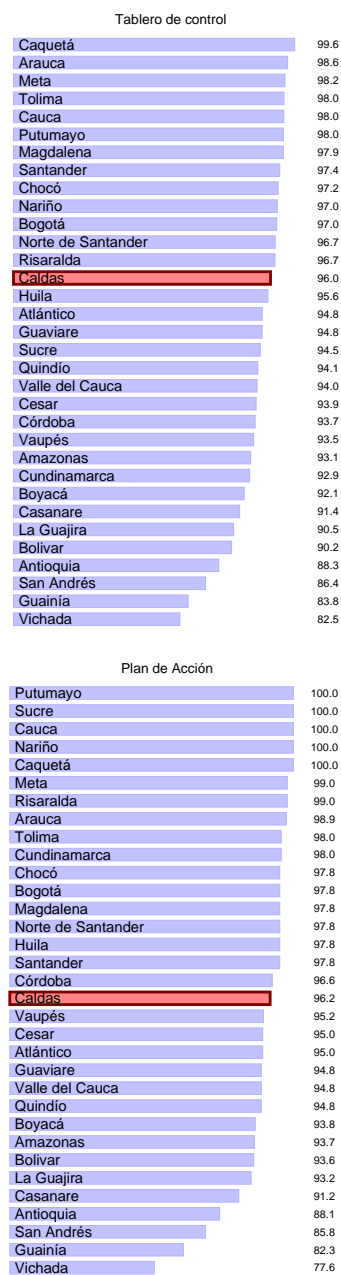 Tablero de control
Caquetá 99.6
Arauca 98.6
Meta 98.2
Tolima 98.0
Cauca 98.0
Putumayo 98.0
Magdalena 97.9
Santander 97.4
Chocó 97.2
Nariño 97.0
Bogotá 97.0
Norte de Santander 96.7
Risaralda 96.7
Caldas 96.0
Huila 95.6
Atlántico 94.8
Guaviare 94.8
Sucre 94.5
Quindío 94.1
Valle del Cauca 94.0
Cesar 93.9
Córdoba 93.7
Vaupés 93.5
Amazonas 93.1
Cundinamarca 92.9
Boyacá 92.1
Casanare 91.4
La Guajira 90.5
Bolivar 90.2
Antioquia 88.3
San Andrés 86.4
Guainía 83.8
Vichada 82.5
Plan de Acción
Putumayo 100.0
Sucre 100.0
Cauca 100.0
Nariño 100.0
Caquetá 100.0
Meta 99.0
Risaralda 99.0
Arauca 98.9
Tolima 98.0
Cundinamarca 98.0
Chocó 97.8
Bogotá 97.8
Magdalena 97.8
Norte de Santander 97.8
Huila 97.8
Santander 97.8
Córdoba 96.6
Caldas 96.2
Vaupés 95.2
Cesar 95.0
Atlántico 95.0
Guaviare 94.8
Valle del Cauca 94.8
Quindío 94.8
Boyacá 93.8
Amazonas 93.7
Bolivar 93.6
La Guajira 93.2
Casanare 91.2
Antioquia 88.1
San Andrés 85.8
Guainía 82.3
Vichada 77.6